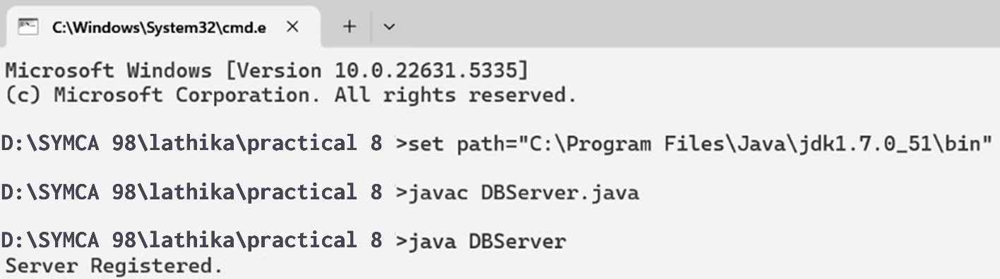 C:\Windows\System32\cmd.e
Microsoft Windows [Version 10.0.22631.5335]
(c) Microsoft Corporation. All rights reserved.
D:\SYMCA 98\lathika\practical 8 >set path="C:\Program Files\Java\jdk1.7.0_51\bin"
D:\SYMCA 98\lathika\practical 8 >javac DBServer.java
D:\SYMCA 98\lathika\practical 8 >java DBServer
Server Registered.